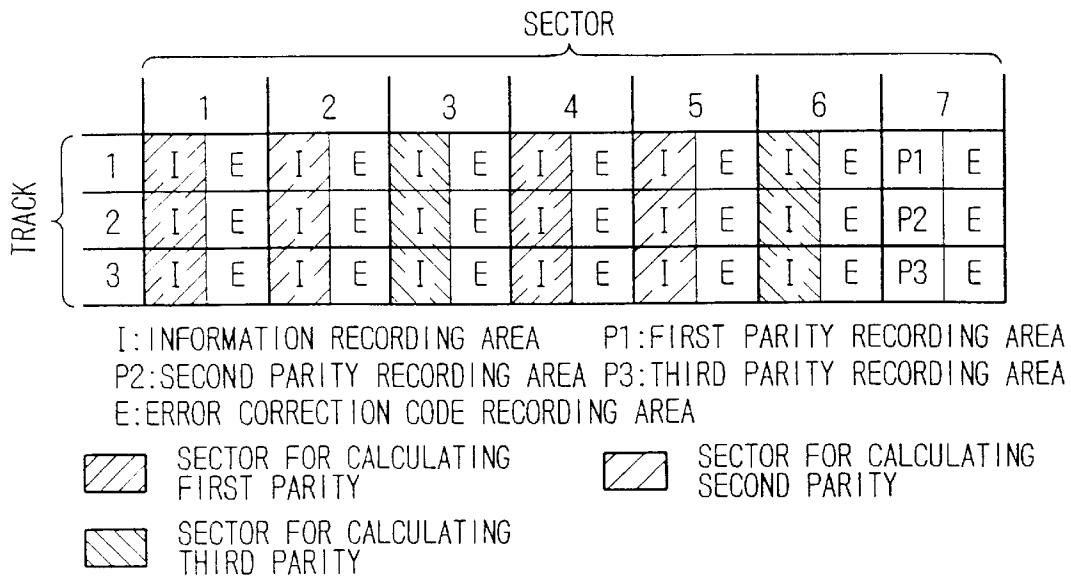 SECTOR
1 2 3 4 5 6 7
TRACK
1 I E I E I E I E I E I E P1 E
2 I E I E I E I E I E I E P2 E
3 I E I E I E I E I E I E P3 E
I:INFORMATION RECORDING AREA P1:FIRST PARITY RECORDING AREA
P2:SECOND PARITY RECORDING AREA P3:THIRD PARITY RECORDING AREA
E:ERROR CORRECTION CODE RECORDING AREA
SECTOR FOR CALCULATING
FIRST PARITY
SECTOR FOR CALCULATING
SECOND PARITY
SECTOR FOR CALCULATING
THIRD PARITY